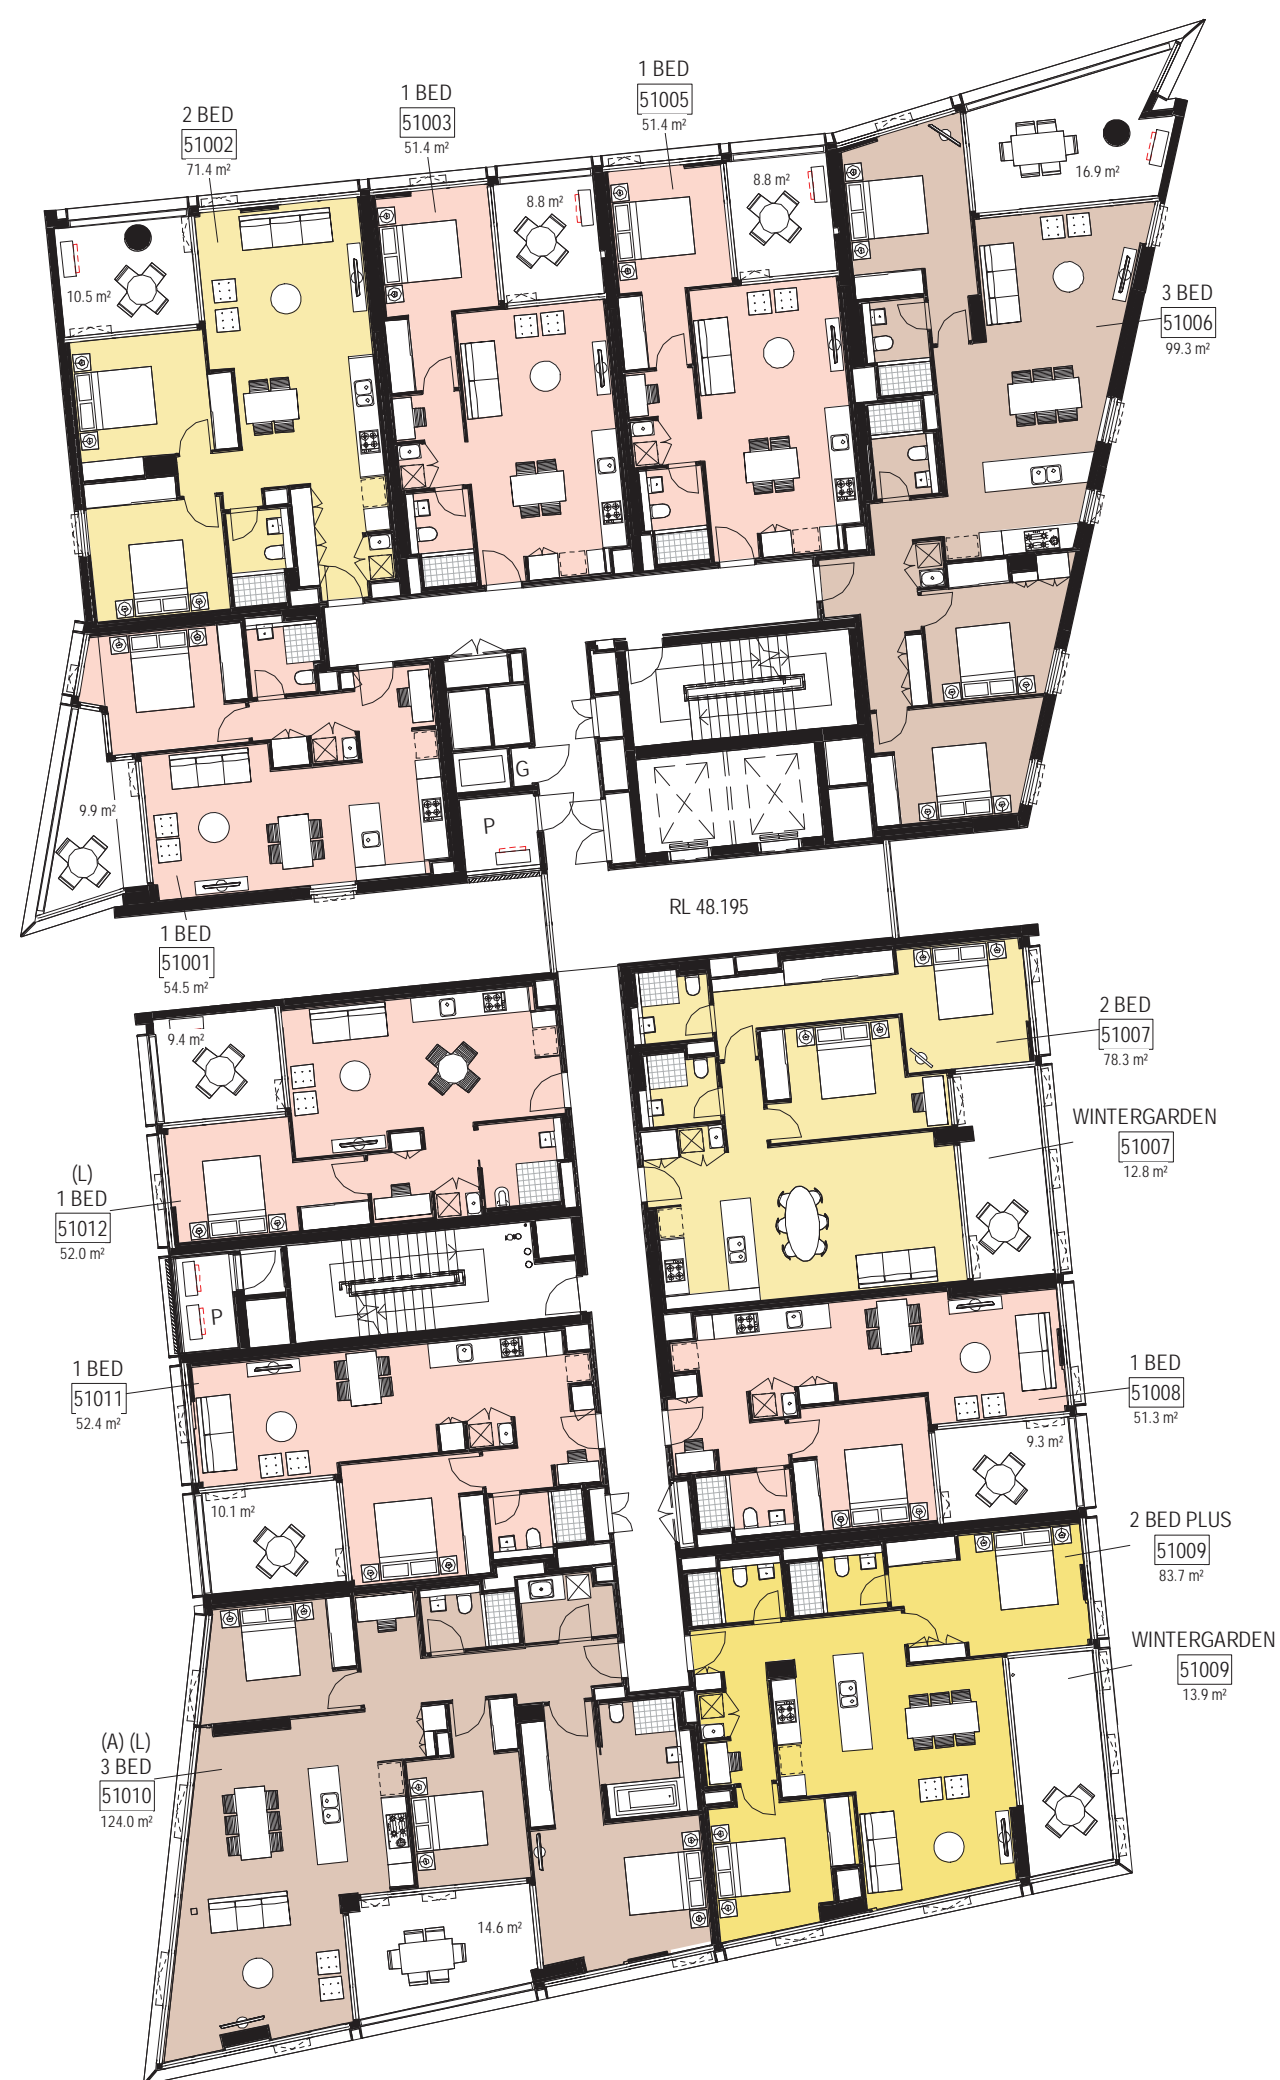 1 BED
51005
51.4 m²
1 BED
51003
51.4 m²
2 BED
51002
71.4 m²
16.9 m²
8.8 m²
8.8 m²
10.5 m²
3 BED
51006
99.3 m²
G
P
9.9 m²
RL 48.195
1 BED
51001
54.5 m²
2 BED
51007
78.3 m²
9.4 m²
WINTERGARDEN
51007
12.8 m²
(L)
1 BED
51012
52.0 m²
P
1 BED
51011
52.4 m²
1 BED
51008
51.3 m²
9.3 m²
10.1 m²
2 BED PLUS
51009
83.7 m²
WINTERGARDEN
51009
13.9 m²
(A) (L)
3 BED
51010
124.0 m²
14.6 m²